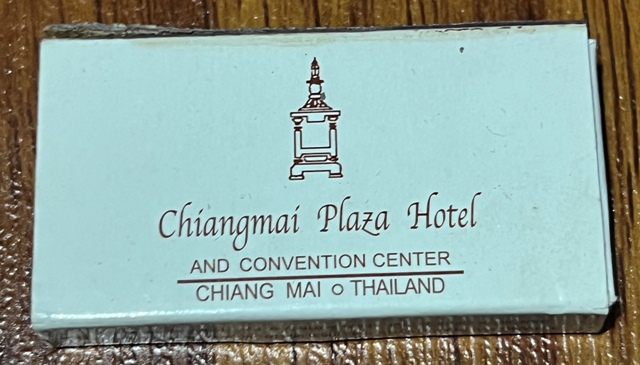 Chiangmai Plaza Hotel
AND CONVENTION CENTER
CHIANG MAI ○ THAILAND